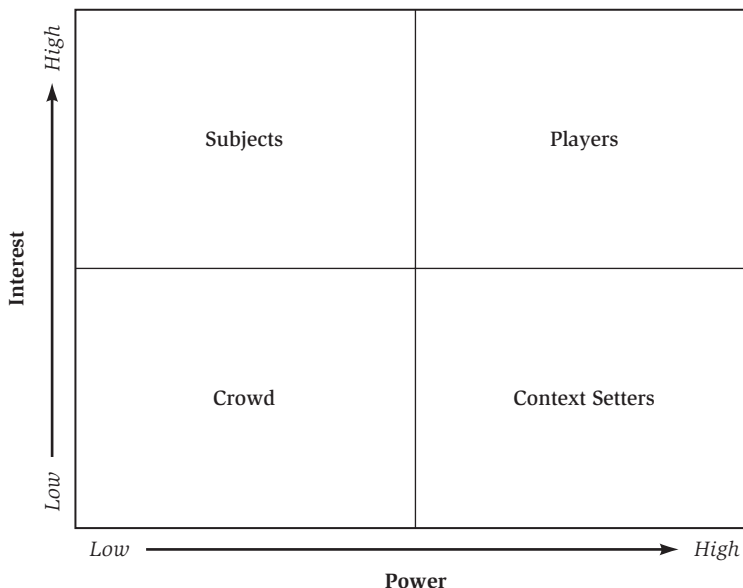 High
Subjects
Players
Interest
Crowd
Context Setters
Low
Low
High
Power